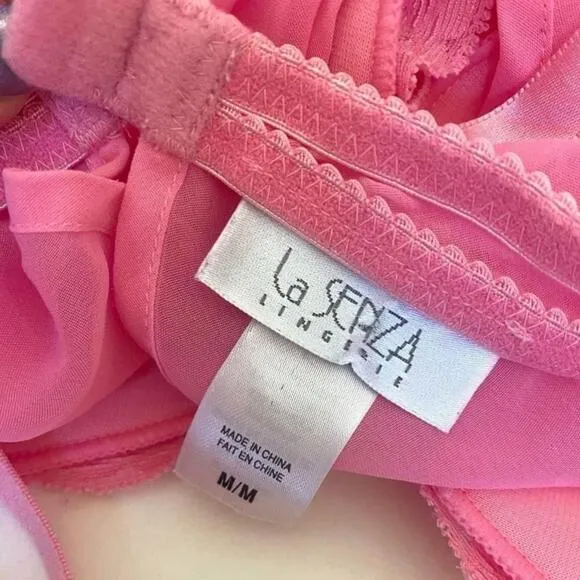 La SENZA
LINGERIE
MADE IN CHINA
FAIT EN CHINE
M/M